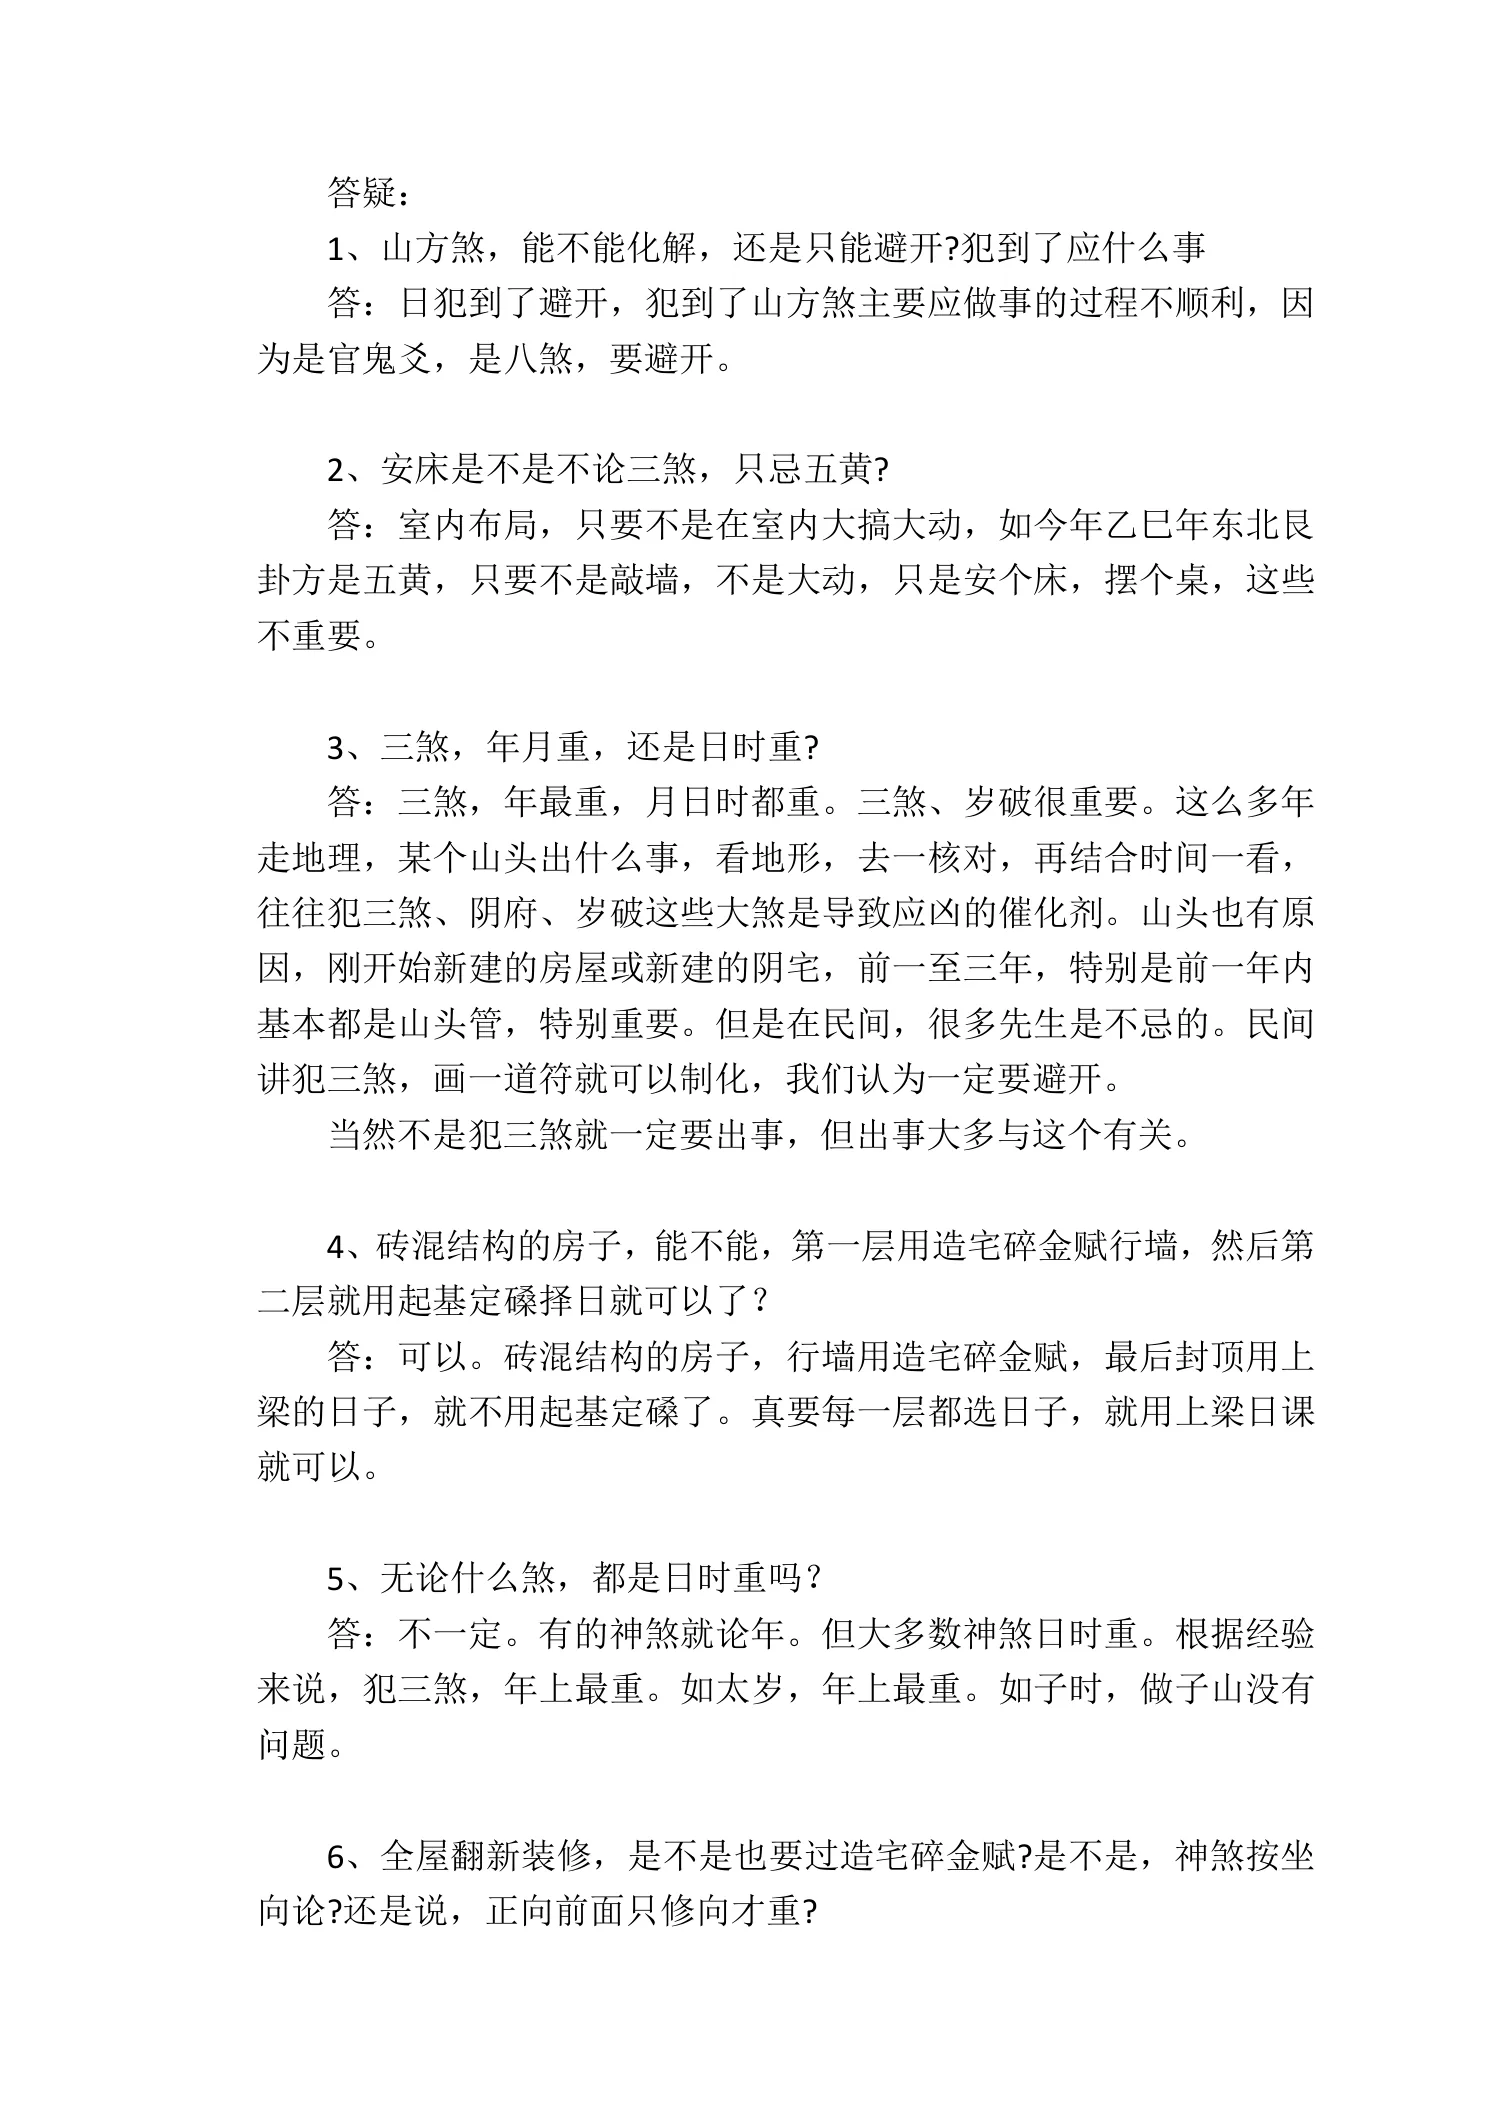 答疑：
1、山方煞，能不能化解，还是只能避开?犯到了应什么事
答：日犯到了避开，犯到了山方煞主要应做事的过程不顺利，因
为是官鬼爻，是八煞，要避开。
2、安床是不是不论三煞，只忌五黄?
答：室内布局，只要不是在室内大搞大动，如今年乙巳年东北艮
卦方是五黄，只要不是敲墙，不是大动，只是安个床，摆个桌，这些
不重要。
3、三煞，年月重，还是日时重?
答：三煞，年最重，月日时都重。三煞、岁破很重要。这么多年
走地理，某个山头出什么事，看地形，去一核对，再结合时间一看，
往往犯三煞、阴府、岁破这些大煞是导致应凶的催化剂。山头也有原
因，刚开始新建的房屋或新建的阴宅，前一至三年，特别是前一年内
基本都是山头管，特别重要。但是在民间，很多先生是不忌的。民间
讲犯三煞，画一道符就可以制化，我们认为一定要避开。
当然不是犯三煞就一定要出事，但出事大多与这个有关。
4、砖混结构的房子，能不能，第一层用造宅碎金赋行墙，然后第
二层就用起基定磉择日就可以了？
答：可以。砖混结构的房子，行墙用造宅碎金赋，最后封顶用上
梁的日子，就不用起基定磉了。真要每一层都选日子，就用上梁日课
就可以。
5、无论什么煞，都是日时重吗？
答：不一定。有的神煞就论年。但大多数神煞日时重。根据经验
来说，犯三煞，年上最重。如太岁，年上最重。如子时，做子山没有
问题。
6、全屋翻新装修，是不是也要过造宅碎金赋?是不是，神煞按坐
向论?还是说，正向前面只修向才重?